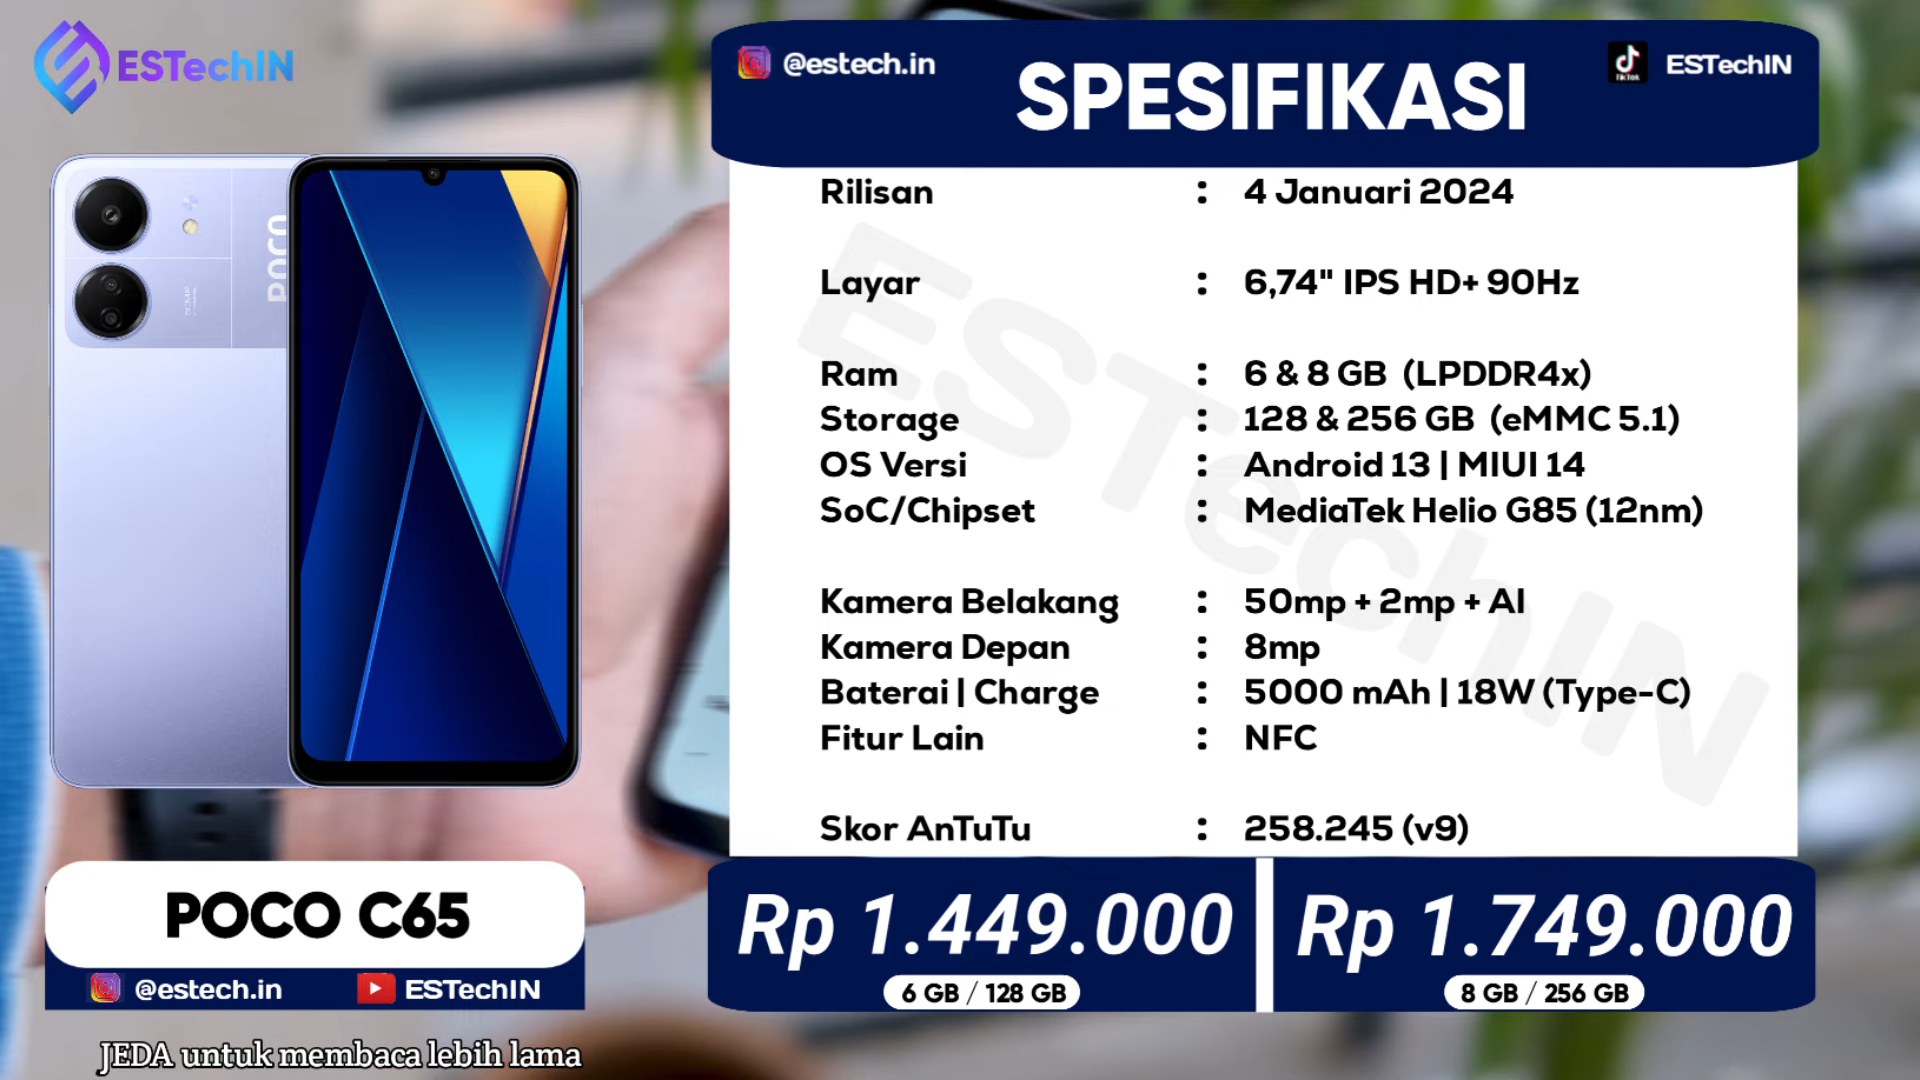 ESTechIN
@estech.in
TikTok
ESTechIN
SPESIFIKASI
POCO
50MP
Rilisan : 4 Januari 2024
Layar : 6,74" IPS HD+ 90Hz
Ram : 6 & 8 GB (LPDDR4x)
Storage : 128 & 256 GB (eMMC 5.1)
OS Versi : Android 13 | MIUI 14
SoC/Chipset : MediaTek Helio G85 (12nm)
Kamera Belakang : 50mp + 2mp + AI
Kamera Depan : 8mp
Baterai | Charge : 5000 mAh | 18W (Type-C)
Fitur Lain : NFC
Skor AnTuTu : 258.245 (v9)
ESTechIN
POCO C65
@estech.in
ESTechIN
Rp 1.449.000
6 GB / 128 GB
Rp 1.749.000
8 GB / 256 GB
JEDA untuk membaca lebih lama